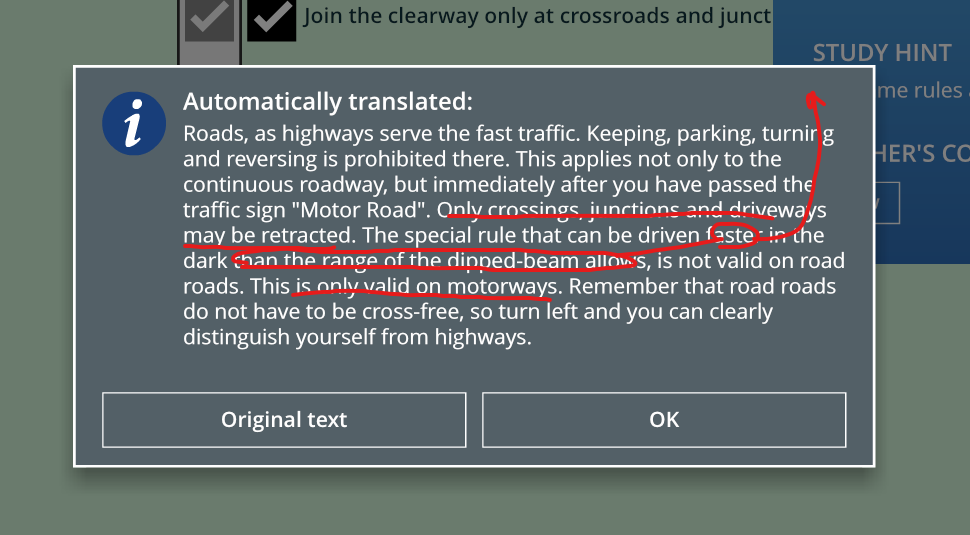 Join the clearway only at crossroads and junct
STUDY HINT
me rules
HER'S CO
Automatically translated:
Roads, as highways serve the fast traffic. Keeping, parking, turning
and reversing is prohibited there. This applies not only to the
continuous roadway, but immediately after you have passed the
traffic sign "Motor Road". Only crossings, junctions and driveways
may be retracted. The special rule that can be driven faster in the
dark than the range of the dipped-beam allows, is not valid on road
roads. This is only valid on motorways. Remember that road roads
do not have to be cross-free, so turn left and you can clearly
distinguish yourself from highways.
Original text
OK